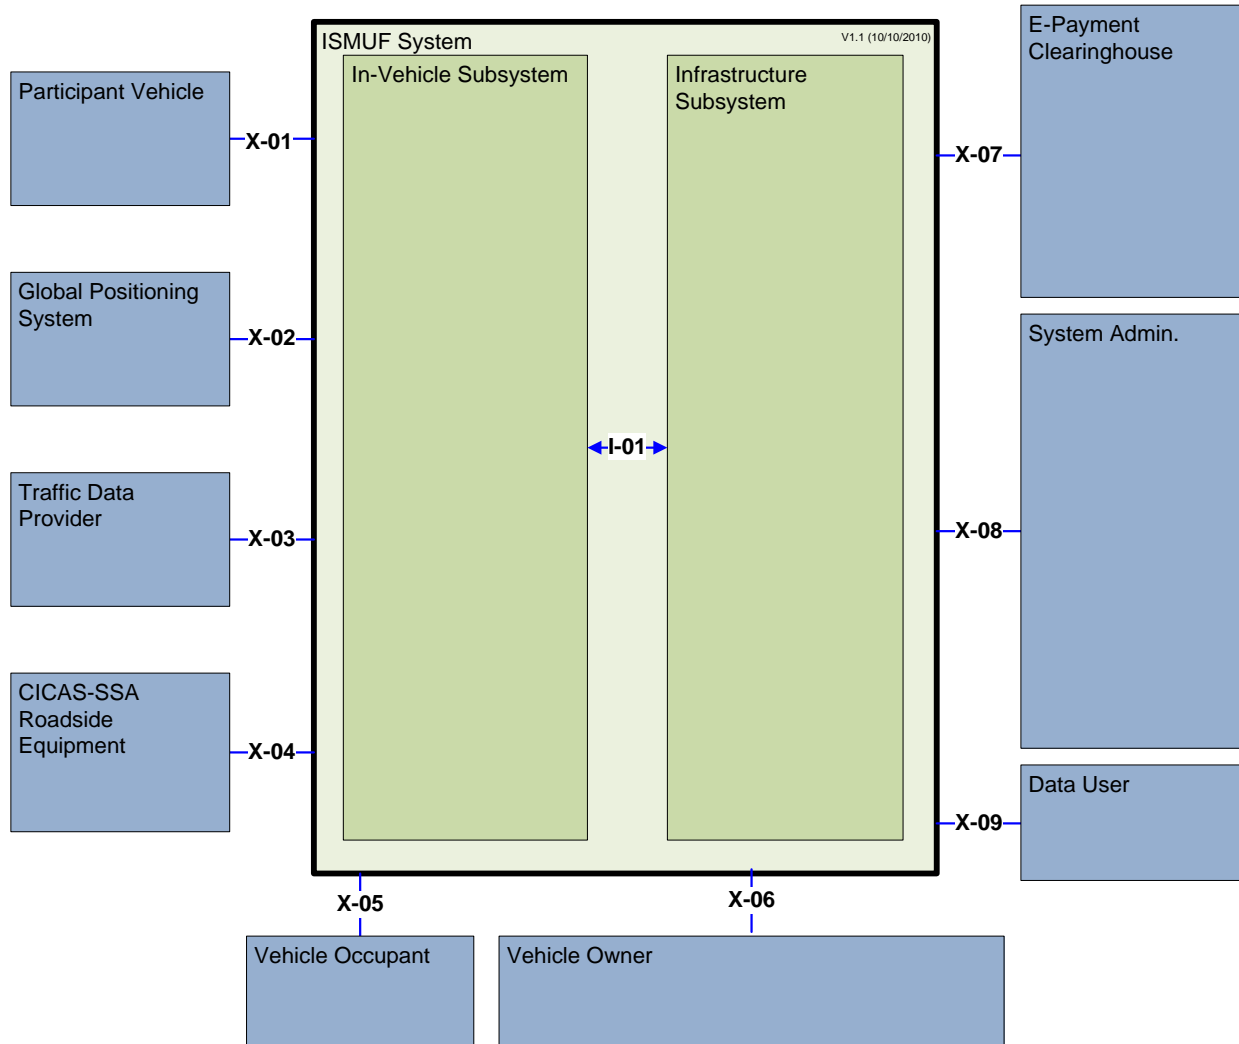 ISMUF System
V1.1 (10/10/2010)
In-Vehicle Subsystem
Infrastructure
Subsystem
Participant Vehicle
X-01
Global Positioning
System
X-02
Traffic Data
Provider
X-03
CICAS-SSA
Roadside
Equipment
X-04
I-01
E-Payment
Clearinghouse
X-07
System Admin.
X-08
Data User
X-09
X-05
Vehicle Occupant
X-06
Vehicle Owner